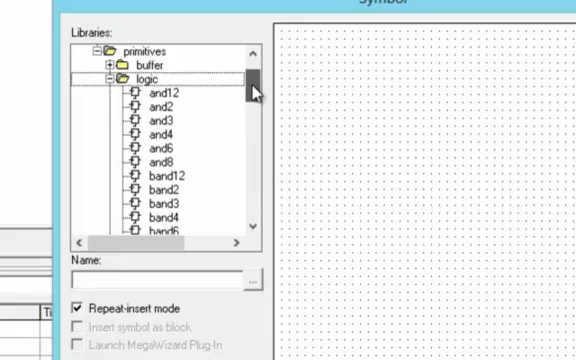 Symbol
Libraries:
primitives
buffer
logic
and12
and2
and3
and4
and6
and8
band12
band2
band3
band4
band6
Name:
...
Repeat-insert mode
Insert symbol as block
Launch MegaWizard Plug-In